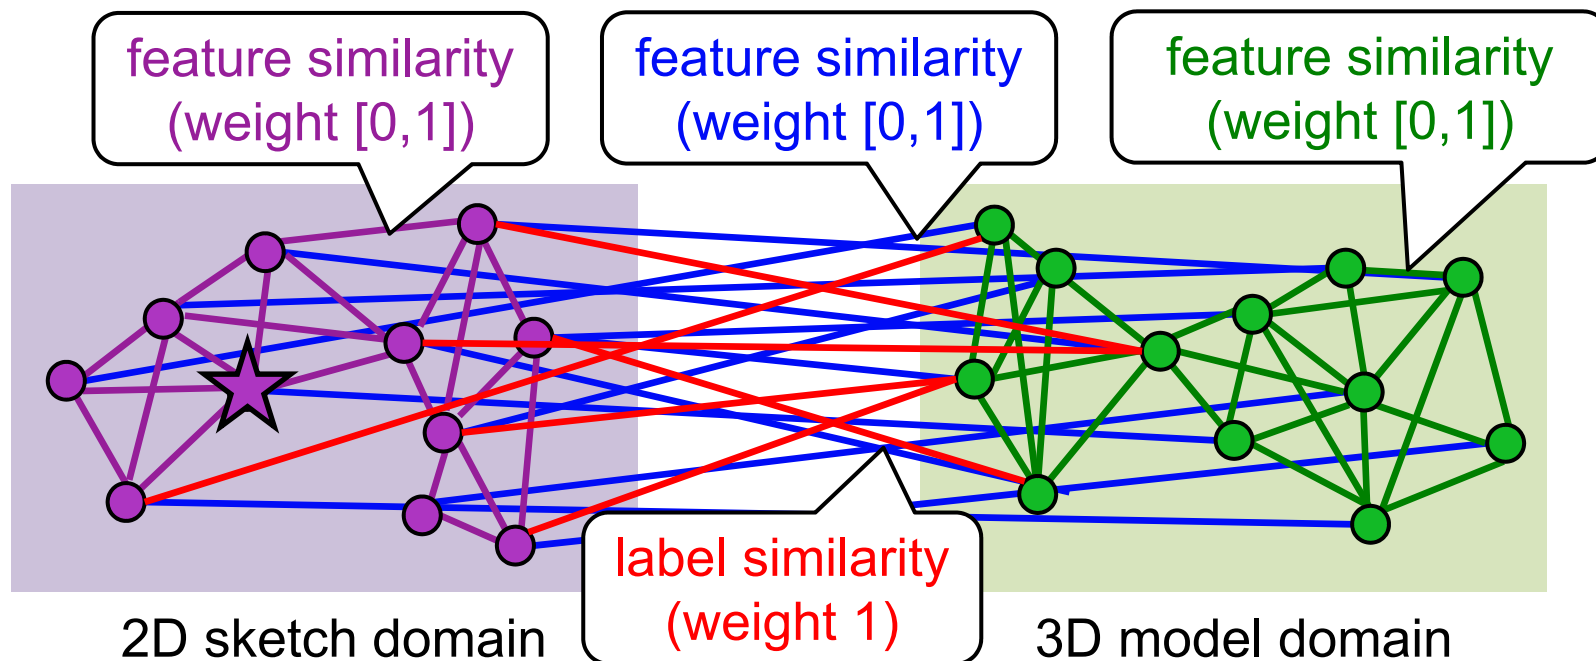 feature similarity
(weight [0,1])
feature similarity
(weight [0,1])
feature similarity
(weight [0,1])
label similarity
(weight 1)
2D sketch domain
3D model domain